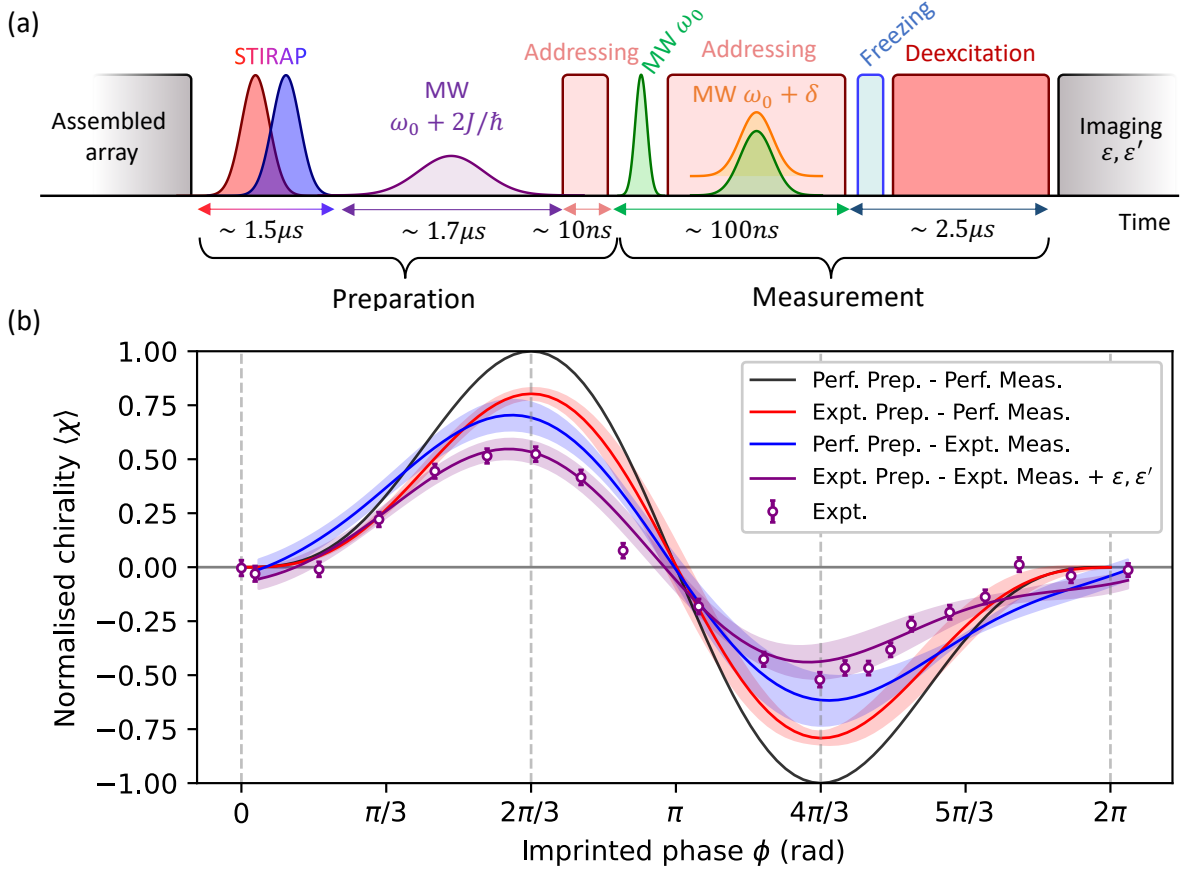 (a)
Assembled
array
STIRAP
MW
ω₀ + 2J/ℏ
Addressing
MW ω₀
Addressing
MW ω₀ + δ
Freezing
Deexcitation
Imaging
ε, ε′
~ 1.5μs
~ 1.7μs
~ 10ns
~ 100ns
~ 2.5μs
Time
Preparation
Measurement
(b)
Normalised chirality ⟨χ⟩
1.00
0.75
0.50
0.25
0.00
−0.25
−0.50
−0.75
−1.00
Perf. Prep. - Perf. Meas.
Expt. Prep. - Perf. Meas.
Perf. Prep. - Expt. Meas.
Expt. Prep. - Expt. Meas. + ε, ε′
Expt.
0
π/3
2π/3
π
4π/3
5π/3
2π
Imprinted phase ϕ (rad)